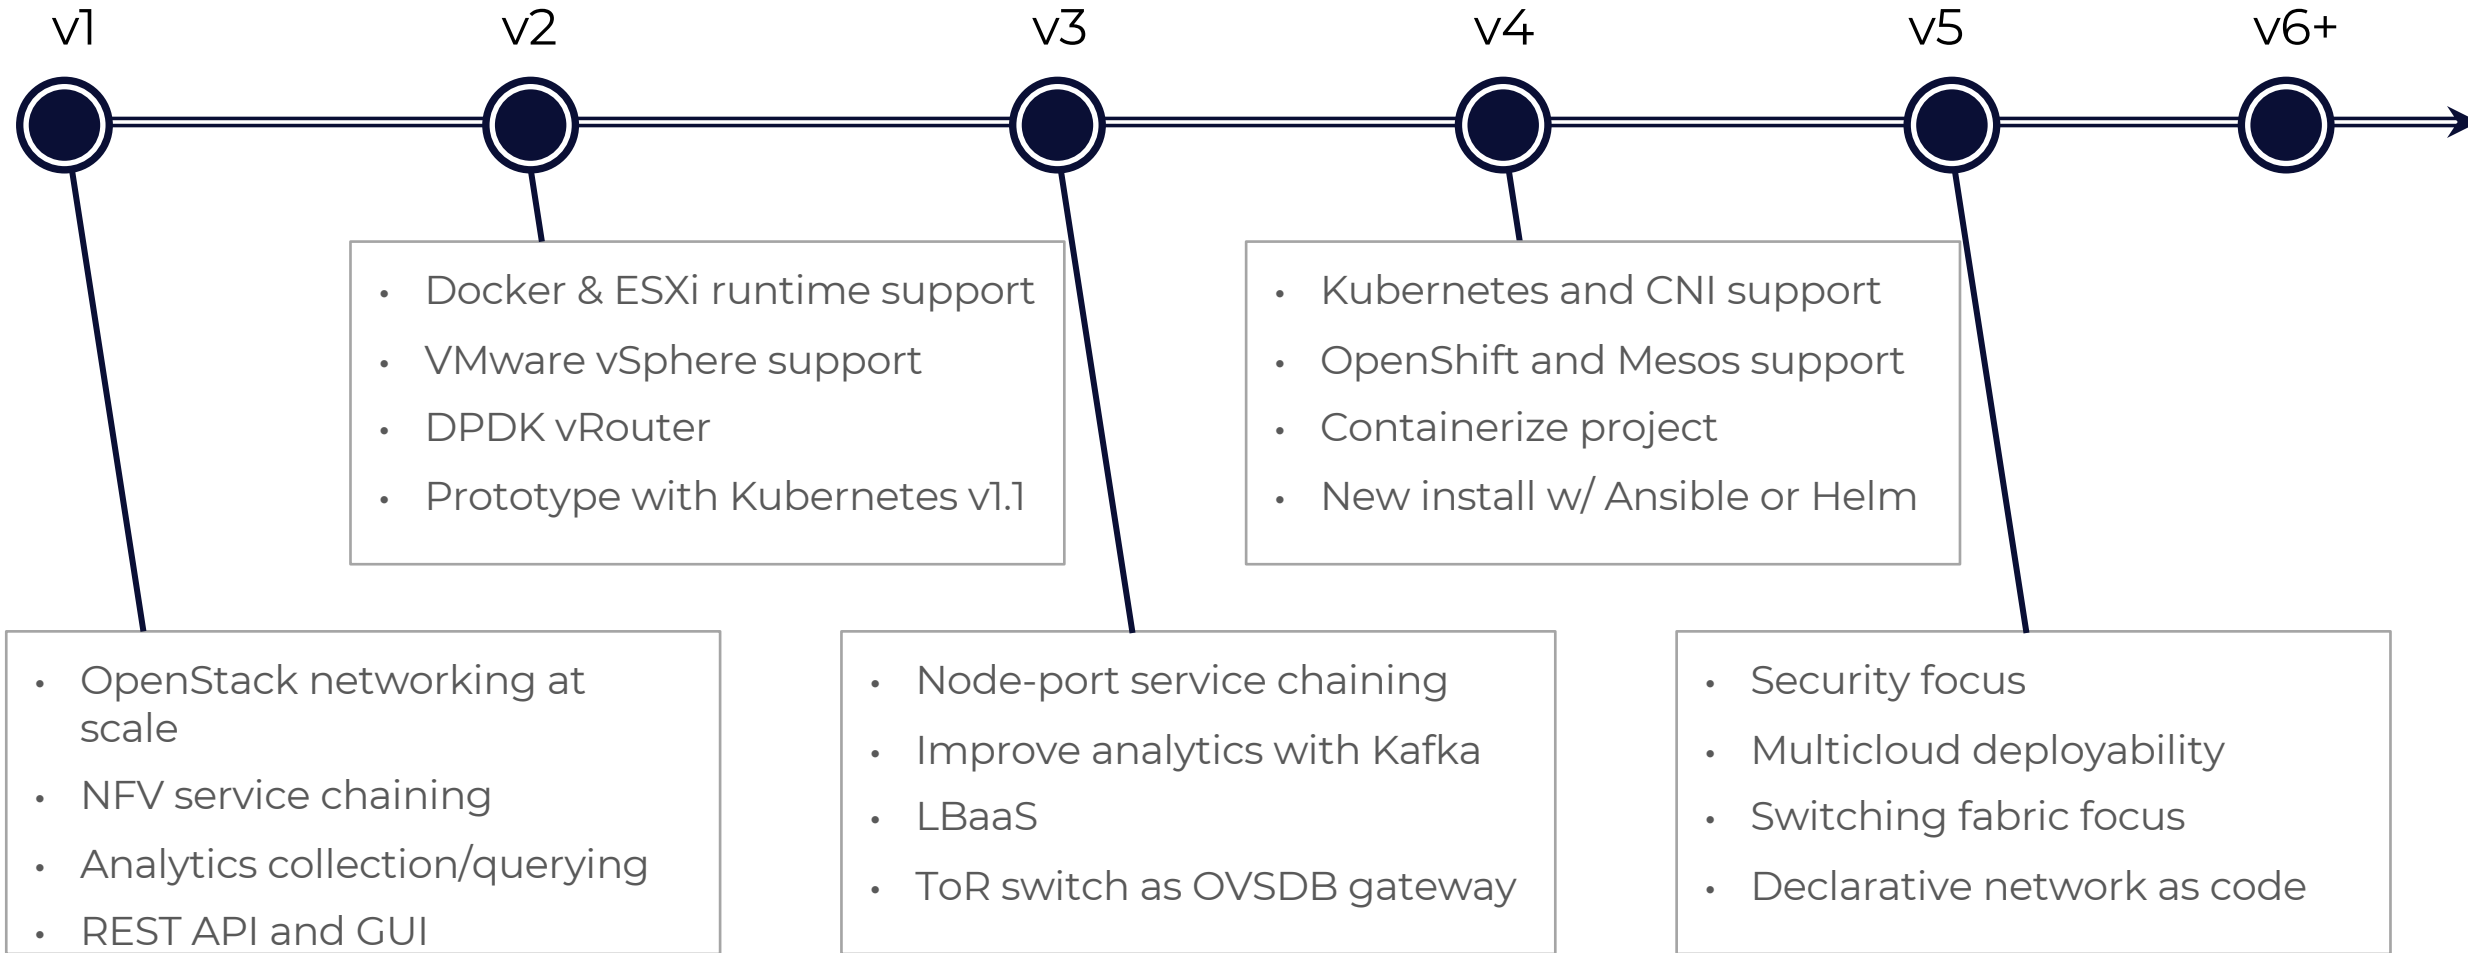 v1
v2
v3
v4
v5
v6+
• Docker & ESXi runtime support
• VMware vSphere support
• DPDK vRouter
• Prototype with Kubernetes v1.1
• Kubernetes and CNI support
• OpenShift and Mesos support
• Containerize project
• New install w/ Ansible or Helm
• OpenStack networking at
scale
• NFV service chaining
• Analytics collection/querying
• REST API and GUI
• Node-port service chaining
• Improve analytics with Kafka
• LBaaS
• ToR switch as OVSDB gateway
• Security focus
• Multicloud deployability
• Switching fabric focus
• Declarative network as code